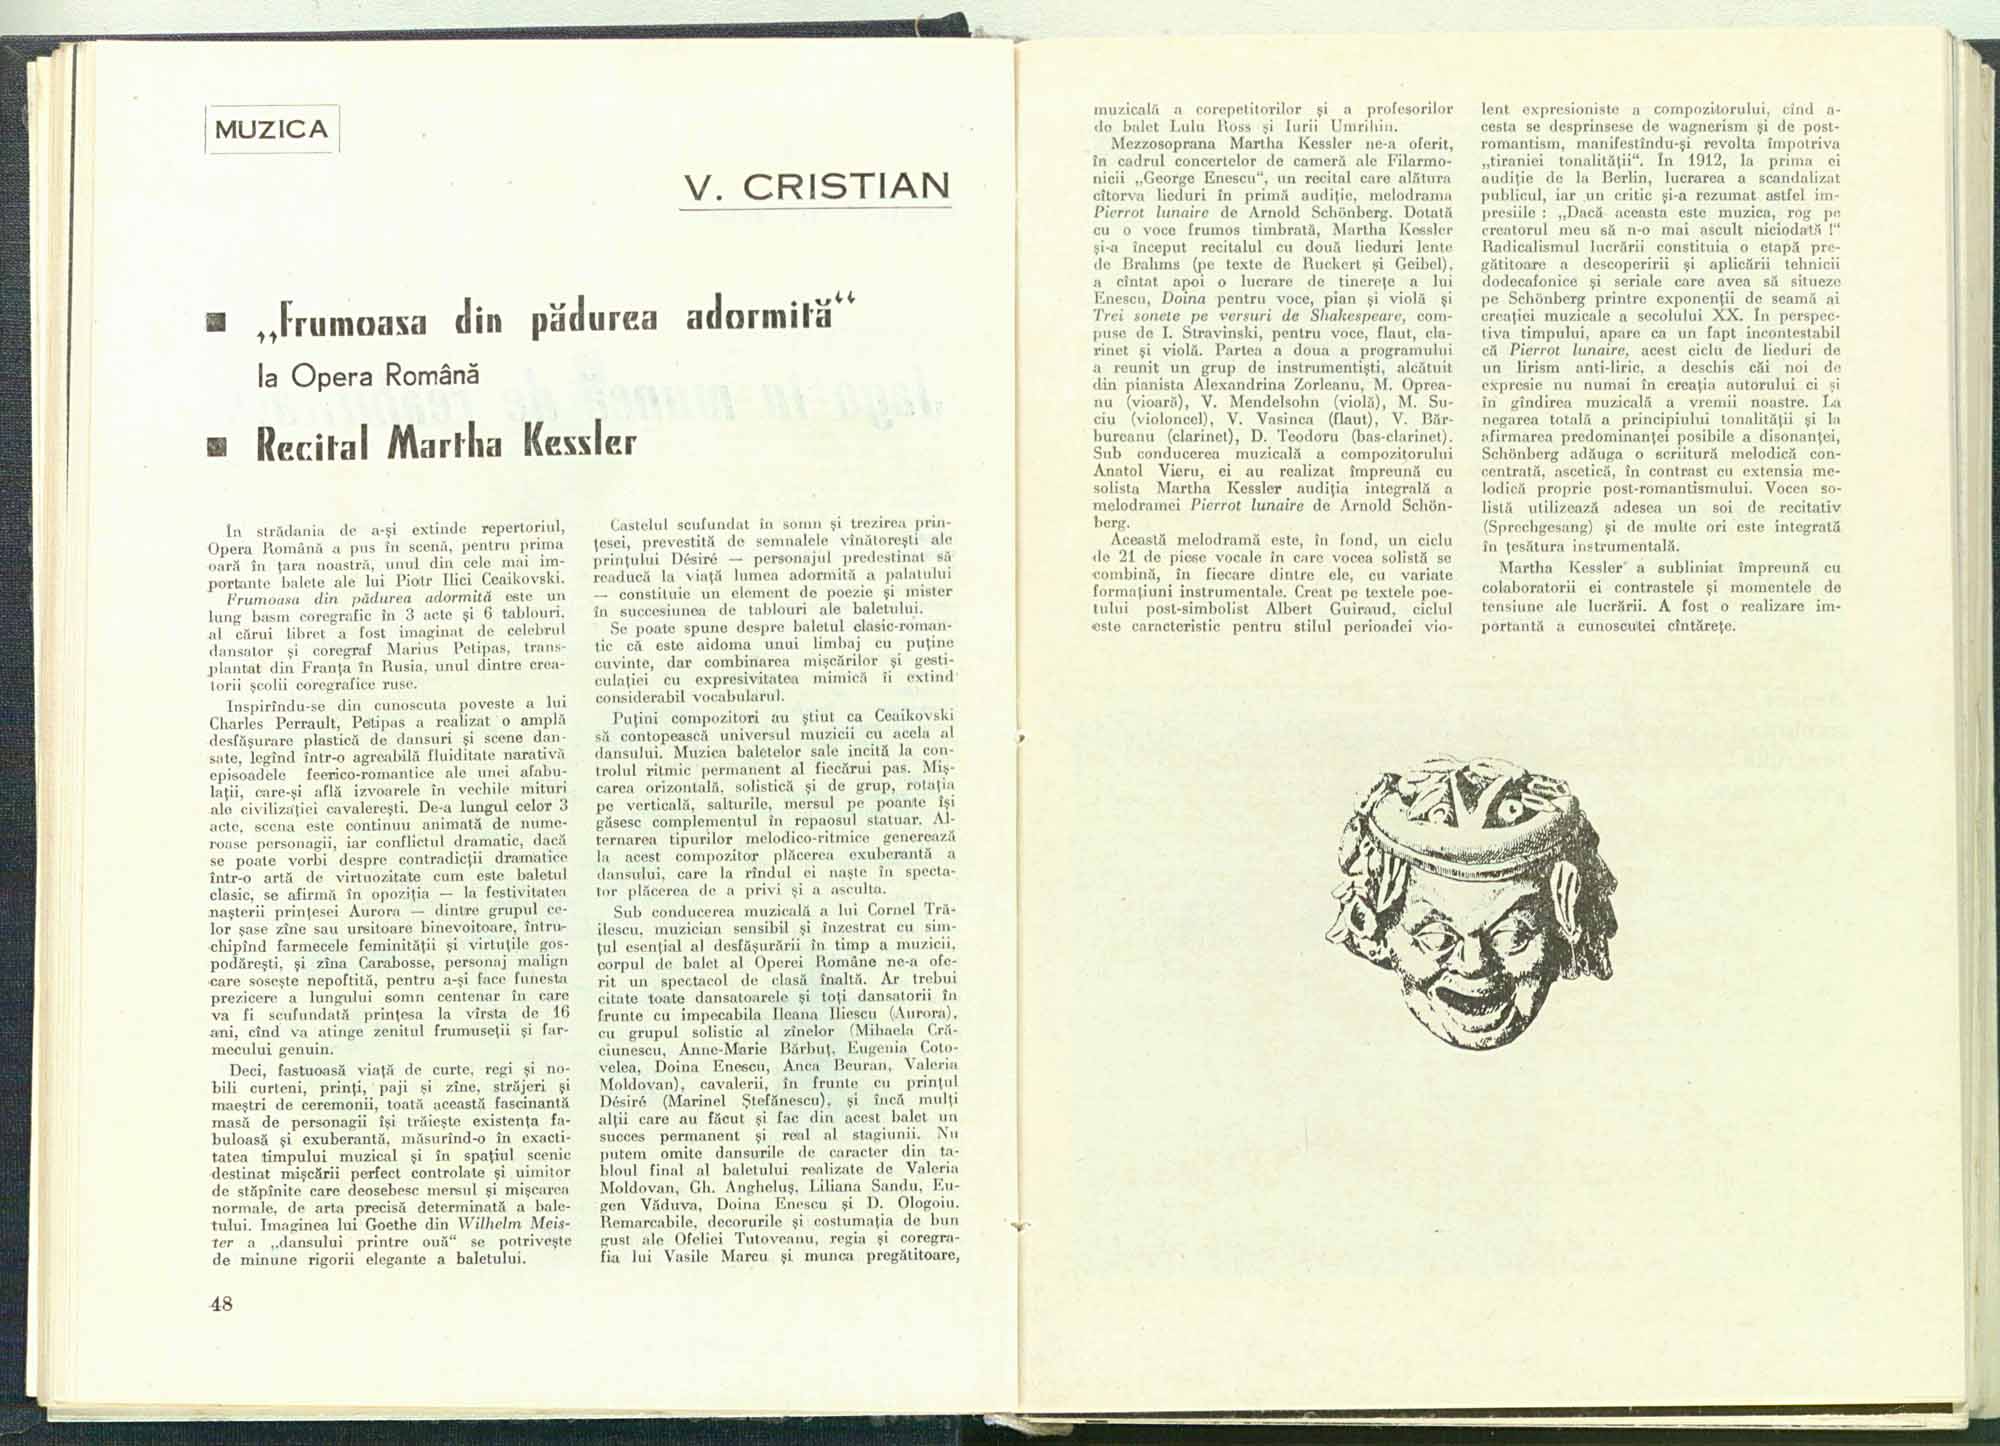 MUZICA
V. CRISTIAN
■ „Frumoasa din pădurea adormită“
la Opera Română
■ Recital Martha Kessler
În strădania de a-și extinde repertoriul,
Opera Română a pus în scenă, pentru prima
oară în țara noastră, unul din cele mai im-
portante balete ale lui Piotr Ilici Ceaikovski.
Frumoasa din pădurea adormită este un
lung basm coregrafic în 3 acte și 6 tablouri,
al cărui libret a fost imaginat de celebrul
dansator și coregraf Marius Petipas, trans-
plantat din Franța în Rusia, unul dintre crea-
torii școlii coregrafice ruse.
Inspirîndu-se din cunoscuta poveste a lui
Charles Perrault, Petipas a realizat o amplă
desfășurare plastică de dansuri și scene dan-
sate, legînd într-o agreabilă fluiditate narativă
episoadele feerico-romantice ale unei afabu-
lații, care-și află izvoarele în vechile mituri
ale civilizației cavalerești. De-a lungul celor 3
acte, scena este continuu animată de nume-
roase personagii, iar conflictul dramatic, dacă
se poate vorbi despre contradicții dramatice
într-o artă de virtuozitate cum este baletul
clasic, se afirmă în opoziția — la festivitatea
nașterii prințesei Aurora — dintre grupul ce-
lor șase zîne sau ursitoare binevoitoare, întru-
chipînd farmecele feminității și virtuțile gos-
podărești, și zîna Carabosse, personaj malign
care sosește nepoftită, pentru a-și face funesta
prezicere a lungului somn centenar în care
va fi scufundată prințesa la vîrsta de 16
ani, cînd va atinge zenitul frumuseții și far-
mecului genuin.
Deci, fastuoasă viață de curte, regi și no-
bili curteni, prinți, paji și zîne, străjeri și
maeștri de ceremonii, toată această fascinantă
masă de personagii își trăiește existența fa-
buloasă și exuberantă, măsurînd-o în exacti-
tatea timpului muzical și în spațiul scenic
destinat mișcării perfect controlate și uimitor
de stăpînite care deosebesc mersul și mișcarea
normale, de arta precisă determinată a bale-
tului. Imaginea lui Goethe din Wilhelm Meis-
ter a „dansului printre ouă“ se potrivește
de minune rigorii elegante a baletului.
48
Castelul scufundat în somn și trezirea prin-
țesei, prevestită de semnalele vînătorești ale
prințului Désiré — personajul predestinat să
readucă la viață lumea adormită a palatului
— constituie un element de poezie și mister
în succesiunea de tablouri ale baletului.
Se poate spune despre baletul clasic-roman-
tic că este aidoma unui limbaj cu puține
cuvinte, dar combinarea mișcărilor și gesti-
culației cu expresivitatea mimică îi extind
considerabil vocabularul.
Puțini compozitori au știut ca Ceaikovski
să contopească universul muzicii cu acela al
dansului. Muzica baletelor sale incită la con-
trolul ritmic permanent al fiecărui pas. Miș-
carea orizontală, solistică și de grup, rotația
pe verticală, salturile, mersul pe poante își
găsesc complementul în repaosul statuar. Al-
ternarea tipurilor melodico-ritmice generează
la acest compozitor plăcerea exuberantă a
dansului, care la rîndul ei naște în specta-
tor plăcerea de a privi și a asculta.
Sub conducerea muzicală a lui Cornel Tră-
ilescu, muzician sensibil și înzestrat cu sim-
țul esențial al desfășurării în timp a muzicii,
corpul de balet al Operei Române ne-a ofe-
rit un spectacol de clasă înaltă. Ar trebui
citate toate dansatoarele și toți dansatorii în
frunte cu impecabila Ileana Iliescu (Aurora),
cu grupul solistic al zînelor (Mihaela Cră-
ciunescu, Anne-Marie Bărbuț, Eugenia Coto-
velea, Doina Enescu, Anca Beuran, Valeria
Moldovan), cavalerii, în frunte cu prințul
Désiré (Marinel Ștefănescu), și încă mulți
alții care au făcut și fac din acest balet un
succes permanent și real al stagiunii. Nu
putem omite dansurile de caracter din ta-
bloul final al baletului realizate de Valeria
Moldovan, Gh. Angheluș, Liliana Sandu, Eu-
gen Văduva, Doina Enescu și D. Ologoiu.
Remarcabile, decorurile și costumația de bun
gust ale Ofeliei Tutoveanu, regia și coregra-
fia lui Vasile Marcu și munca pregătitoare,
muzicală a corepetitorilor și a profesorilor
de balet Lulu Ross și Iurii Umrihin.
Mezzosoprana Martha Kessler ne-a oferit,
în cadrul concertelor de cameră ale Filarmo-
nicii „George Enescu“, un recital care alătura
cîtorva lieduri în primă audiție, melodrama
Pierrot lunaire de Arnold Schönberg. Dotată
cu o voce frumos timbrată, Martha Kessler
și-a început recitalul cu două lieduri lente
de Brahms (pe texte de Ruckert și Geibel),
a cîntat apoi o lucrare de tinerețe a lui
Enescu, Doina pentru voce, pian și violă și
Trei sonete pe versuri de Shakespeare, com-
puse de I. Stravinski, pentru voce, flaut, cla-
rinet și violă. Partea a doua a programului
a reunit un grup de instrumentiști, alcătuit
din pianista Alexandrina Zorleanu, M. Oprea-
nu (vioară), V. Mendelsohn (violă), M. Su-
ciu (violoncel), V. Vasinca (flaut), V. Băr-
bureanu (clarinet), D. Teodoru (bas-clarinet).
Sub conducerea muzicală a compozitorului
Anatol Vieru, ei au realizat împreună cu
solista Martha Kessler audiția integrală a
melodramei Pierrot lunaire de Arnold Schön-
berg.
Această melodramă este, în fond, un ciclu
de 21 de piese vocale în care vocea solistă se
combină, în fiecare dintre ele, cu variate
formațiuni instrumentale. Creat pe textele poe-
tului post-simbolist Albert Guiraud, ciclul
este caracteristic pentru stilul perioadei vio-
lent expresioniste a compozitorului, cînd a-
cesta se desprinsese de wagnerism și de post-
romantism, manifestîndu-și revolta împotriva
„tiraniei tonalității“. În 1912, la prima ei
audiție de la Berlin, lucrarea a scandalizat
publicul, iar un critic și-a rezumat astfel im-
presiile : „Dacă aceasta este muzica, rog pe
creatorul meu să n-o mai ascult niciodată !“
Radicalismul lucrării constituia o etapă pre-
gătitoare a descoperirii și aplicării tehnicii
dodecafonice și seriale care avea să situeze
pe Schönberg printre exponenții de seamă ai
creației muzicale a secolului XX. În perspec-
tiva timpului, apare ca un fapt incontestabil
că Pierrot lunaire, acest ciclu de lieduri de
un lirism anti-liric, a deschis căi noi de
expresie nu numai în creația autorului ci și
în gîndirea muzicală a vremii noastre. La
negarea totală a principiului tonalității și la
afirmarea predominanței posibile a disonanței,
Schönberg adăuga o scriitură melodică con-
centrată, ascetică, în contrast cu extensia me-
lodică proprie post-romantismului. Vocea so-
listă utilizează adesea un soi de recitativ
(Sprechgesang) și de multe ori este integrată
în țesătura instrumentală.
Martha Kessler a subliniat împreună cu
colaboratorii ei contrastele și momentele de
tensiune ale lucrării. A fost o realizare im-
portantă a cunoscutei cîntărețe.